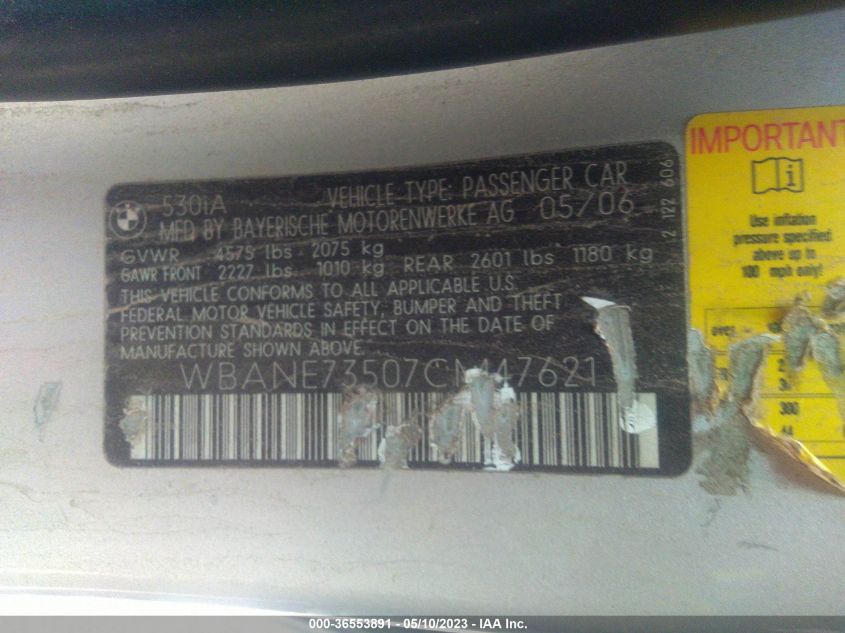 530iA VEHICLE TYPE: PASSENGER CAR
MFD BY BAYERISCHE MOTORENWERKE AG 05/06
GVWR 4575 lbs 2075 kg
GAWR FRONT 2227 lbs 1010 kg REAR 2601 lbs 1180 kg
THIS VEHICLE CONFORMS TO ALL APPLICABLE U.S.
FEDERAL MOTOR VEHICLE SAFETY, BUMPER AND THEFT
PREVENTION STANDARDS IN EFFECT ON THE DATE OF
MANUFACTURE SHOWN ABOVE.
WBANE73507CM47621
2 122 606
IMPORTANT
i
Use inflation
pressure specified
above up to
100 mph only!
over
300
44
000-36553891 - 05/10/2023 - IAA Inc.